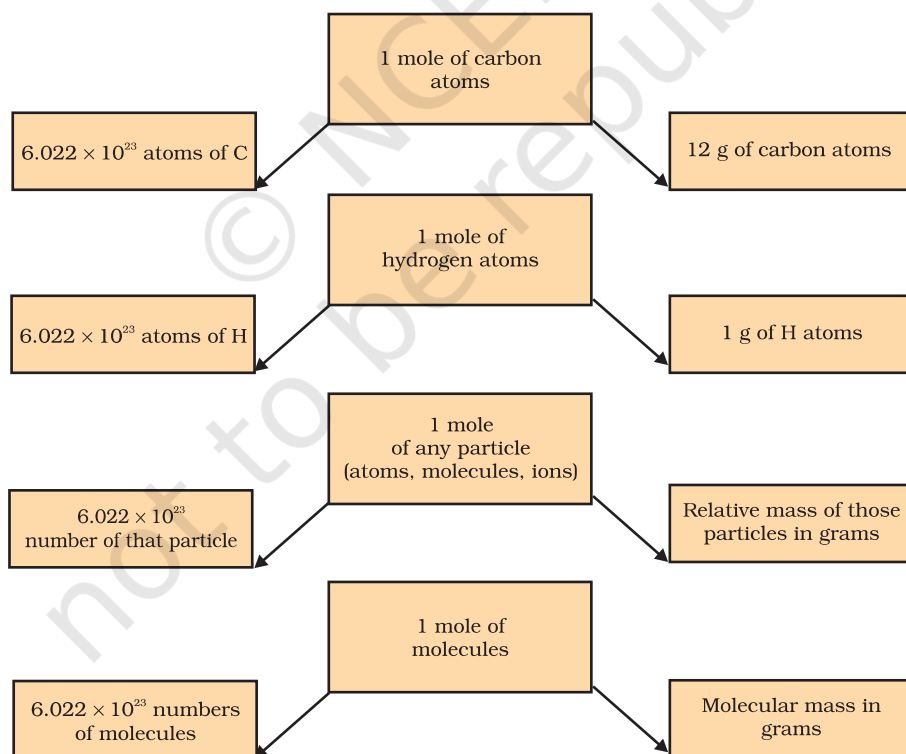 1 mole of carbon
atoms
6.022 × 10²³ atoms of C
12 g of carbon atoms
1 mole of
hydrogen atoms
6.022 × 10²³ atoms of H
1 g of H atoms
1 mole
of any particle
(atoms, molecules, ions)
6.022 × 10²³
number of that particle
Relative mass of those
particles in grams
1 mole of
molecules
6.022 × 10²³ numbers
of molecules
Molecular mass in
grams
not to be republ